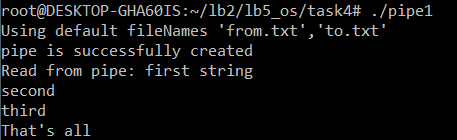 root@DESKTOP-GHA60IS:~/lb2/lb5_os/task4# ./pipe1
Using default fileNames 'from.txt','to.txt'
pipe is successfully created
Read from pipe: first string
second
third
That's all